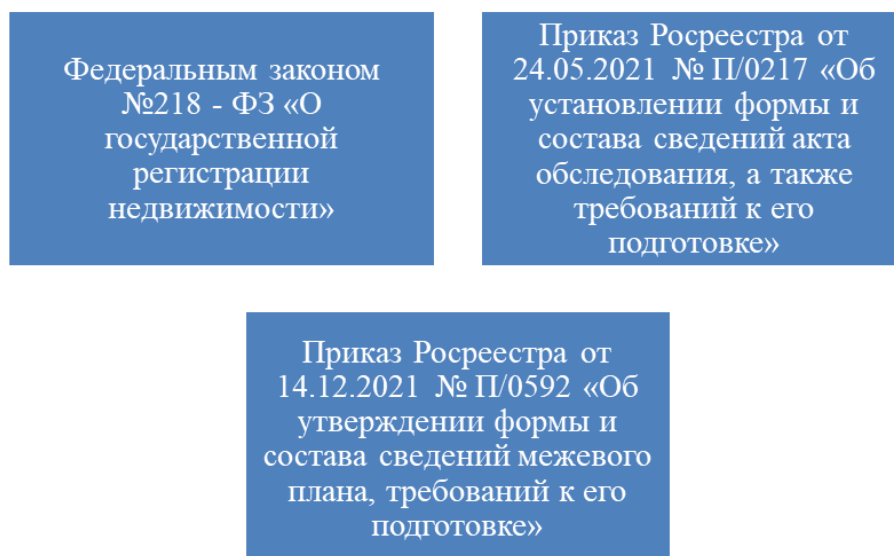 Федеральным законом
№218 - ФЗ «О
государственной
регистрации
недвижимости»
Приказ Росреестра от
24.05.2021 № П/0217 «Об
установлении формы и
состава сведений акта
обследования, а также
требований к его
подготовке»
Приказ Росреестра от
14.12.2021 № П/0592 «Об
утверждении формы и
состава сведений межевого
плана, требований к его
подготовке»